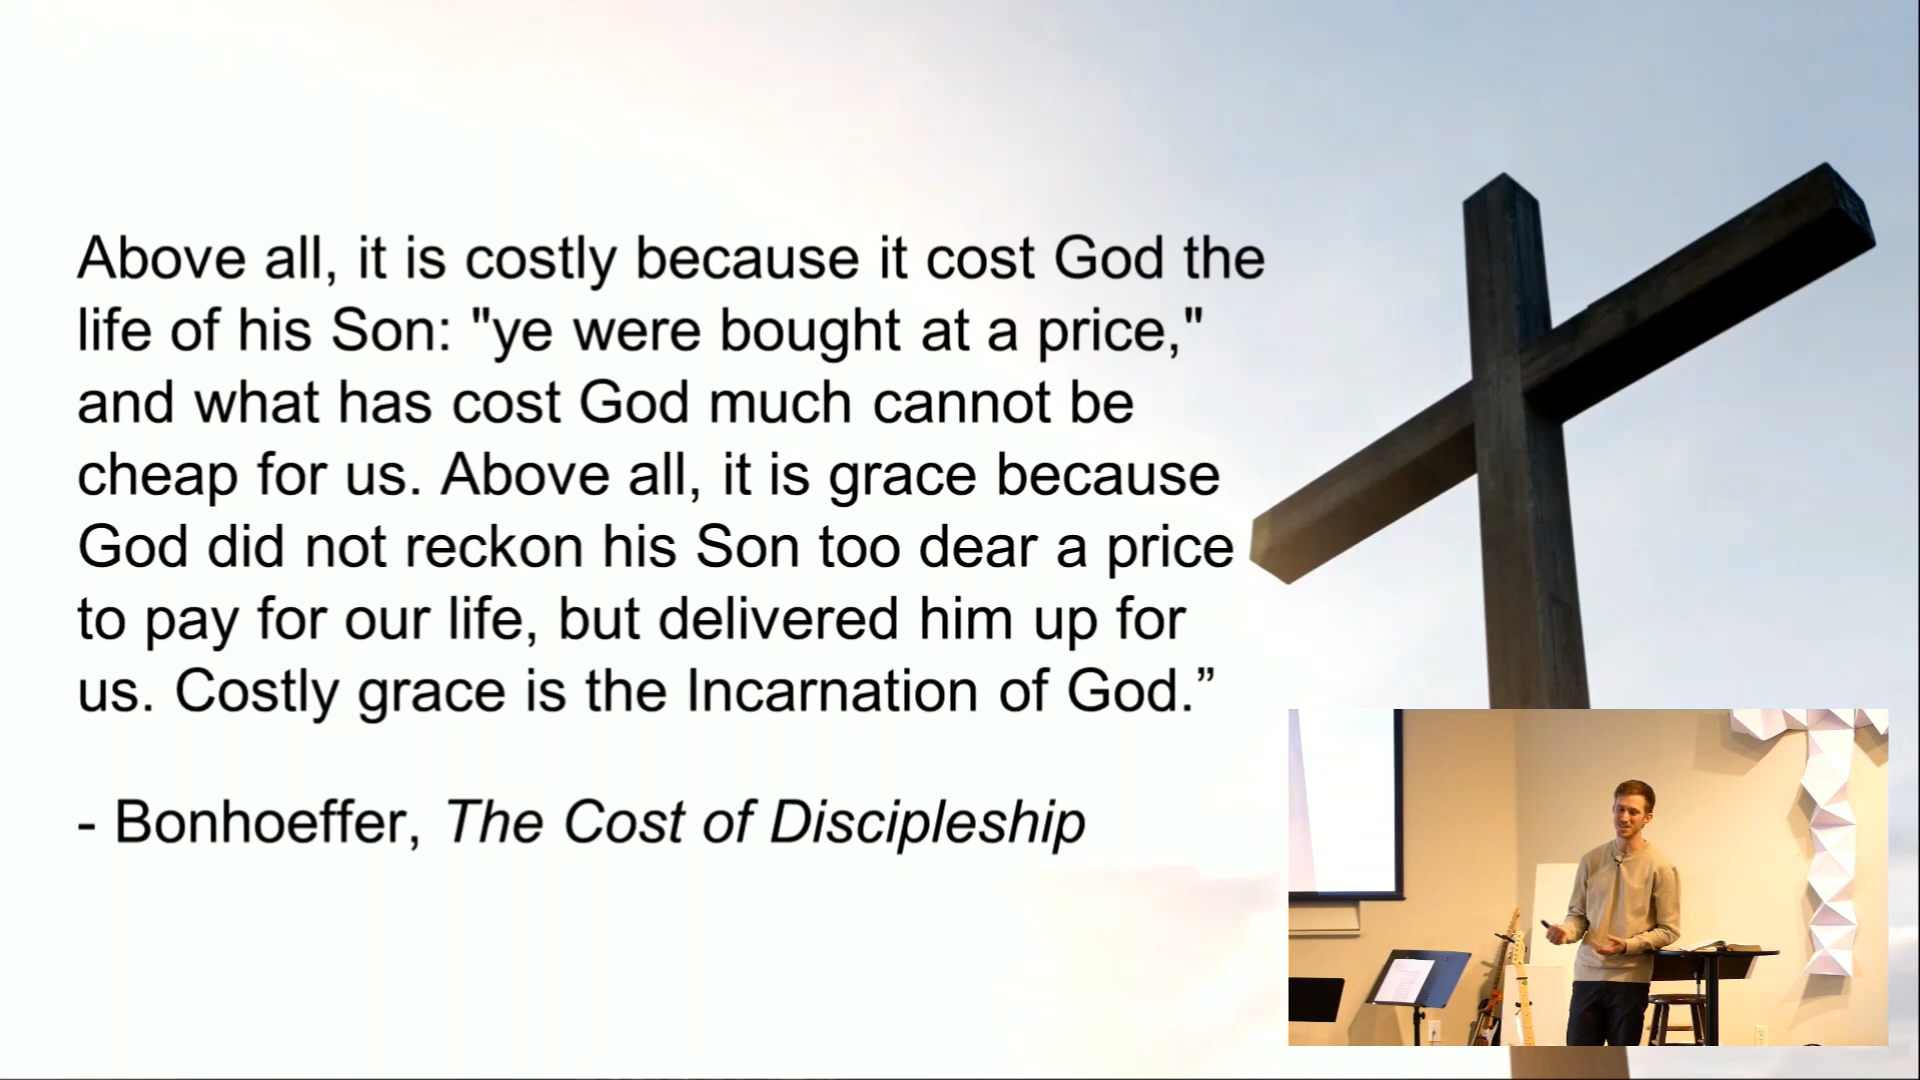 Above all, it is costly because it cost God the
life of his Son: "ye were bought at a price,"
and what has cost God much cannot be
cheap for us. Above all, it is grace because
God did not reckon his Son too dear a price
to pay for our life, but delivered him up for
us. Costly grace is the Incarnation of God.”
- Bonhoeffer, The Cost of Discipleship